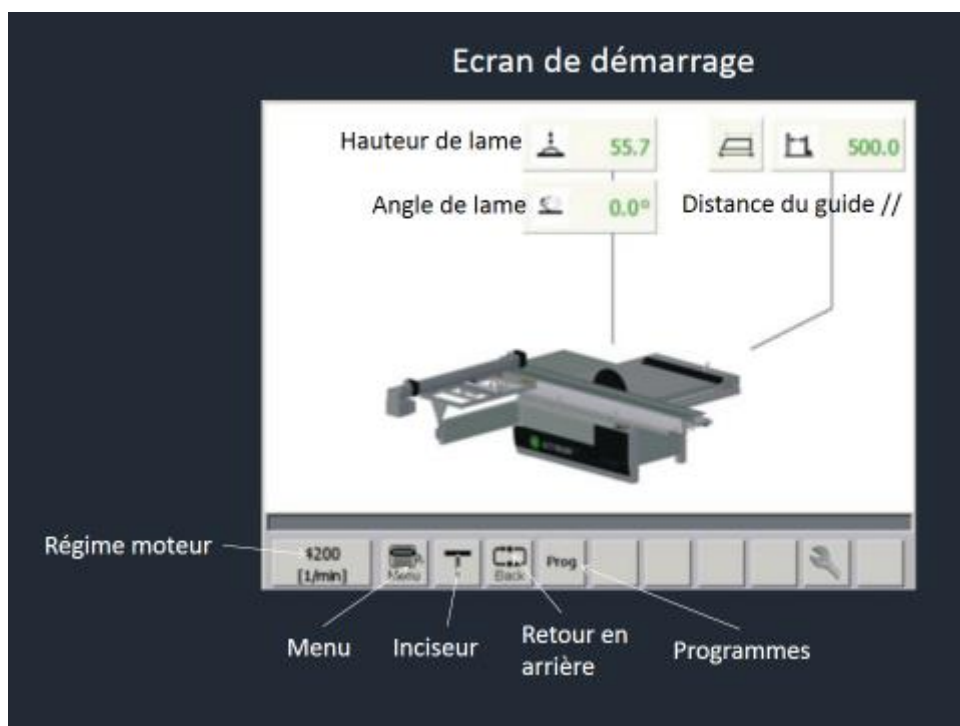 Ecran de démarrage
Hauteur de lame 55.7 500.0
Angle de lame 0.0° Distance du guide //
Régime moteur
[1/min]
Menu
Back
Prog
Menu
Inciseur
Retour en
arrière
Programmes